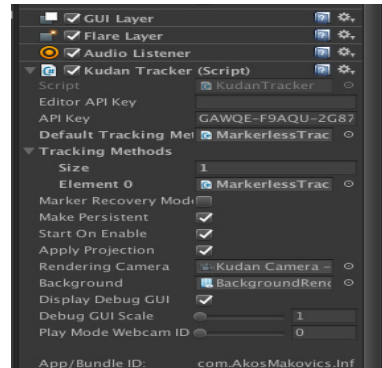 GUI Layer
Flare Layer
Audio Listener
Kudan Tracker (Script)
Script KudanTracker
Editor API Key
API Key GAWQE-F9AQU-2G87
Default Tracking Met MarkerlessTrac
Tracking Methods
Size 1
Element 0 MarkerlessTrac
Marker Recovery Mod
Make Persistent
Start On Enable
Apply Projection
Rendering Camera Kudan Camera –
Background BackgroundRend
Display Debug GUI
Debug GUI Scale 1
Play Mode Webcam ID 0
App/Bundle ID: com.AkosMakovics.Inf